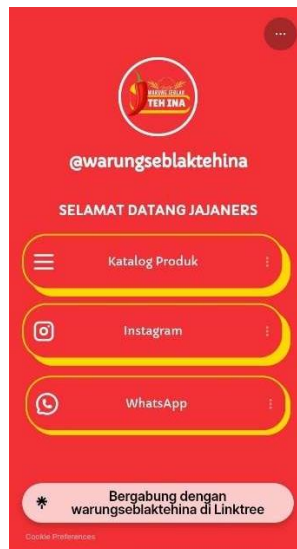 WARUNG SEBLAK
TEH INA
@warungseblaktehina
SELAMAT DATANG JAJANERS
Katalog Produk
Instagram
WhatsApp
Bergabung dengan
warungseblaktehina di Linktree
Cookie Preferences